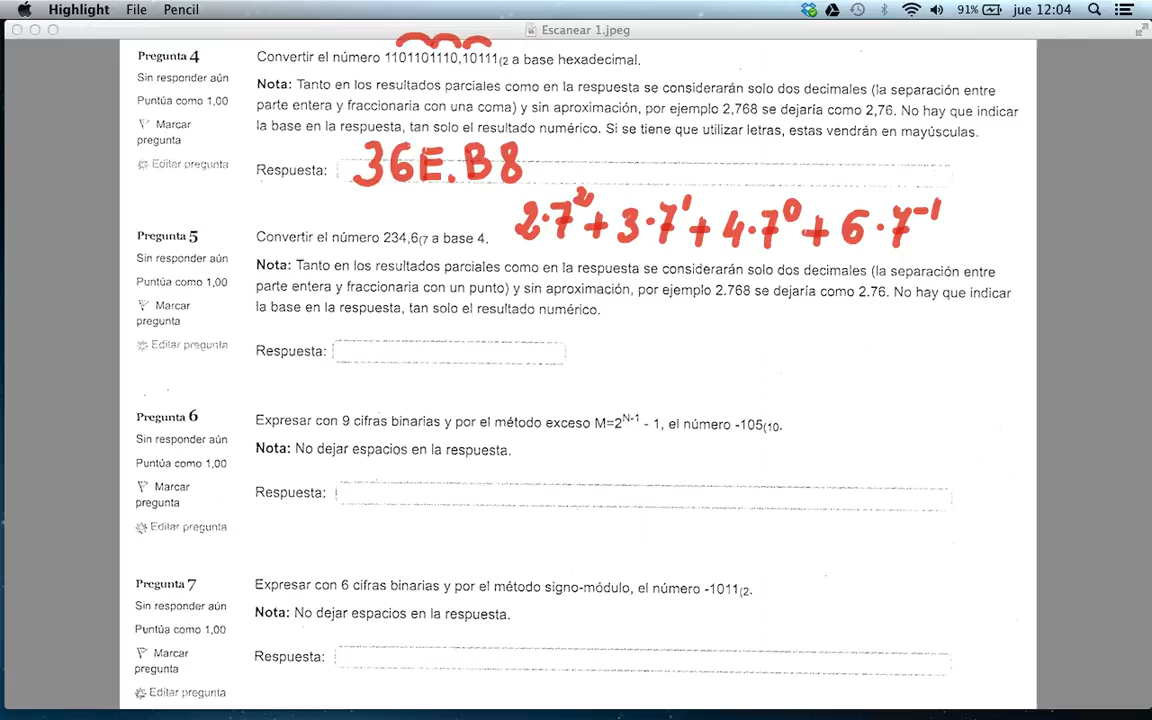 Highlight File Pencil 91% jue 12:04
Escanear 1.jpeg
Pregunta 4
Sin responder aún
Puntúa como 1,00
Marcar
pregunta
Editar pregunta
Convertir el número 1101101110,10111(2 a base hexadecimal.
Nota: Tanto en los resultados parciales como en la respuesta se considerarán solo dos decimales (la separación entre
parte entera y fraccionaria con una coma) y sin aproximación, por ejemplo 2,768 se dejaría como 2,76. No hay que indicar
la base en la respuesta, tan solo el resultado numérico. Si se tiene que utilizar letras, estas vendrán en mayúsculas.
Respuesta: 36E.B8
2·7² + 3·7¹ + 4·7⁰ + 6·7⁻¹
Pregunta 5
Sin responder aún
Puntúa como 1,00
Marcar
pregunta
Editar pregunta
Convertir el número 234,6(7 a base 4.
Nota: Tanto en los resultados parciales como en la respuesta se considerarán solo dos decimales (la separación entre
parte entera y fraccionaria con un punto) y sin aproximación, por ejemplo 2.768 se dejaría como 2.76. No hay que indicar
la base en la respuesta, tan solo el resultado numérico.
Respuesta:
Pregunta 6
Sin responder aún
Puntúa como 1,00
Marcar
pregunta
Editar pregunta
Expresar con 9 cifras binarias y por el método exceso M=2^N-1 - 1, el número -105(10.
Nota: No dejar espacios en la respuesta.
Respuesta:
Pregunta 7
Sin responder aún
Puntúa como 1,00
Marcar
pregunta
Editar pregunta
Expresar con 6 cifras binarias y por el método signo-módulo, el número -1011(2.
Nota: No dejar espacios en la respuesta.
Respuesta: